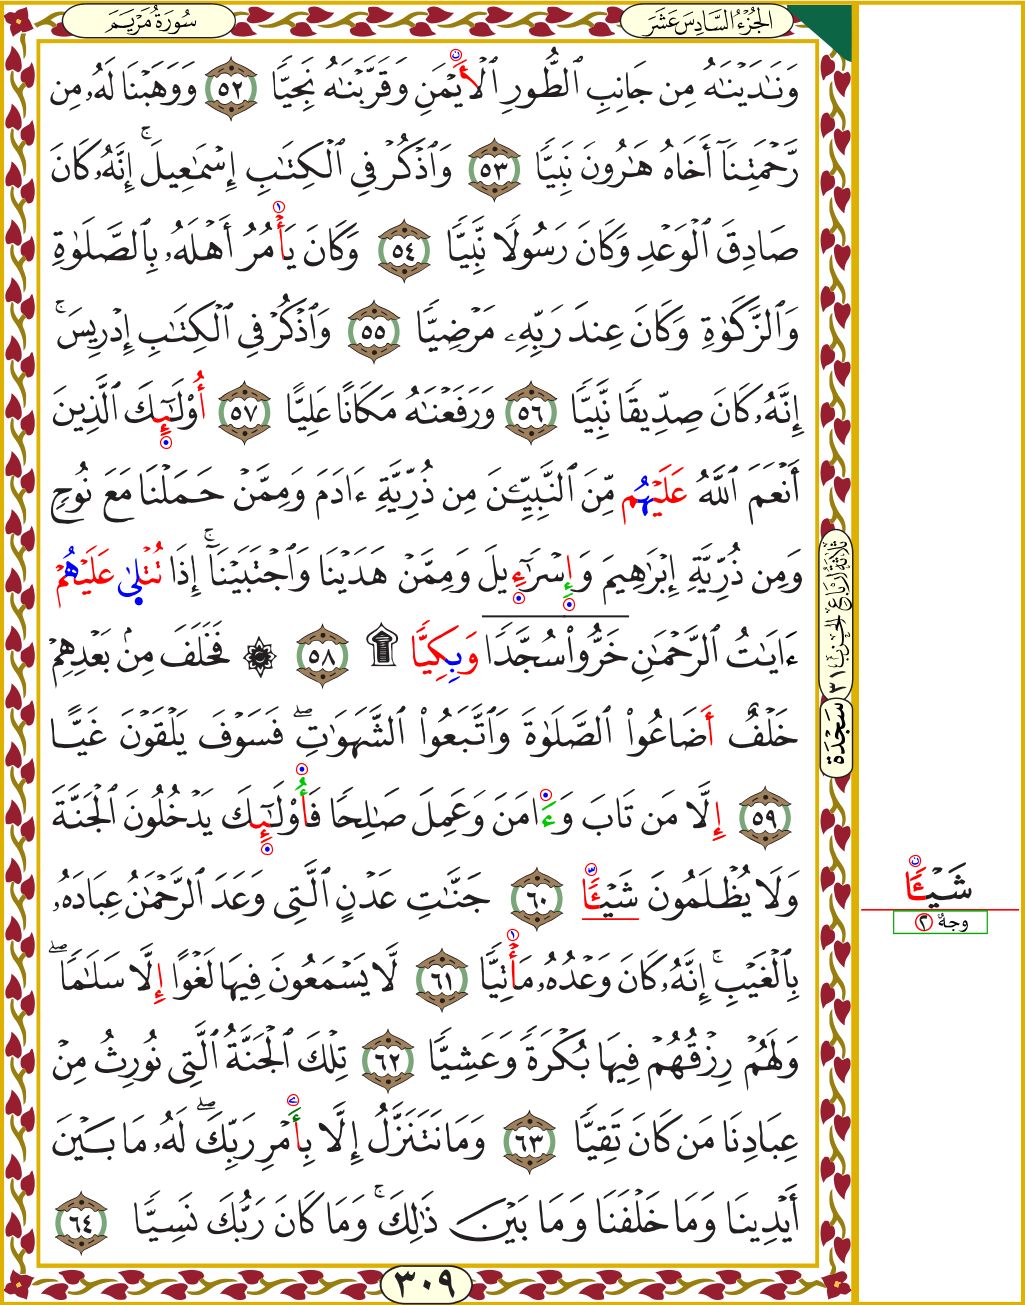 سُورَةُ مَرْيَمَ
الجُزْءُ السَّادِسَ عَشَرَ
وَنَٰدَيْنَٰهُ مِن جَانِبِ ٱلطُّورِ ٱلْأَيْمَنِ وَقَرَّبْنَٰهُ نَجِيًّا ٥٢ وَوَهَبْنَا لَهُۥ مِن
رَّحْمَتِنَآ أَخَاهُ هَٰرُونَ نَبِيًّا ٥٣ وَٱذْكُرْ فِى ٱلْكِتَٰبِ إِسْمَٰعِيلَ ۚ إِنَّهُۥ كَانَ
صَادِقَ ٱلْوَعْدِ وَكَانَ رَسُولًا نَّبِيًّا ٥٤ وَكَانَ يَأْمُرُ أَهْلَهُۥ بِٱلصَّلَوٰةِ
وَٱلزَّكَوٰةِ وَكَانَ عِندَ رَبِّهِۦ مَرْضِيًّا ٥٥ وَٱذْكُرْ فِى ٱلْكِتَٰبِ إِدْرِيسَ ۚ
إِنَّهُۥ كَانَ صِدِّيقًا نَّبِيًّا ٥٦ وَرَفَعْنَٰهُ مَكَانًا عَلِيًّا ٥٧ أُو۟لَٰٓئِكَ ٱلَّذِينَ
أَنْعَمَ ٱللَّهُ عَلَيْهُم مِّنَ ٱلنَّبِيِّۦنَ مِن ذُرِّيَّةِ ءَادَمَ وَمِمَّنْ حَمَلْنَا مَعَ نُوحٍ
وَمِن ذُرِّيَّةِ إِبْرَٰهِيمَ وَإِسْرَٰٓءِيلَ وَمِمَّنْ هَدَيْنَا وَٱجْتَبَيْنَآ ۚ إِذَا تُتْلَىٰ عَلَيْهُمْ
ءَايَٰتُ ٱلرَّحْمَٰنِ خَرُّوا۟ سُجَّدًا وَبِكِيًّا ۩ ٥٨ ۞ فَخَلَفَ مِنۢ بَعْدِهِمْ
خَلْفٌ أَضَاعُوا۟ ٱلصَّلَوٰةَ وَٱتَّبَعُوا۟ ٱلشَّهَوَٰتِ ۖ فَسَوْفَ يَلْقَوْنَ غَيًّا
٥٩ إِلَّا مَن تَابَ وَءَامَنَ وَعَمِلَ صَٰلِحًا فَأُو۟لَٰٓئِكَ يَدْخُلُونَ ٱلْجَنَّةَ
وَلَا يُظْلَمُونَ شَيْـًٔا ٦٠ جَنَّٰتِ عَدْنٍ ٱلَّتِى وَعَدَ ٱلرَّحْمَٰنُ عِبَادَهُۥ
بِٱلْغَيْبِ ۚ إِنَّهُۥ كَانَ وَعْدُهُۥ مَأْتِيًّا ٦١ لَّا يَسْمَعُونَ فِيهَا لَغْوًا إِلَّا سَلَٰمًا ۖ
وَلَهُمْ رِزْقُهُمْ فِيهَا بُكْرَةً وَعَشِيًّا ٦٢ تِلْكَ ٱلْجَنَّةُ ٱلَّتِى نُورِثُ مِنْ
عِبَادِنَا مَن كَانَ تَقِيًّا ٦٣ وَمَا نَتَنَزَّلُ إِلَّا بِأَمْرِ رَبِّكَ ۖ لَهُۥ مَا بَيْنَ
أَيْدِينَا وَمَا خَلْفَنَا وَمَا بَيْنَ ذَٰلِكَ ۚ وَمَا كَانَ رَبُّكَ نَسِيًّا ٦٤
ثلاثة أرباع الحزب ٣١
سَجْدَة
شَيْـًٔا
٢ وجهٌ
٣٠٩